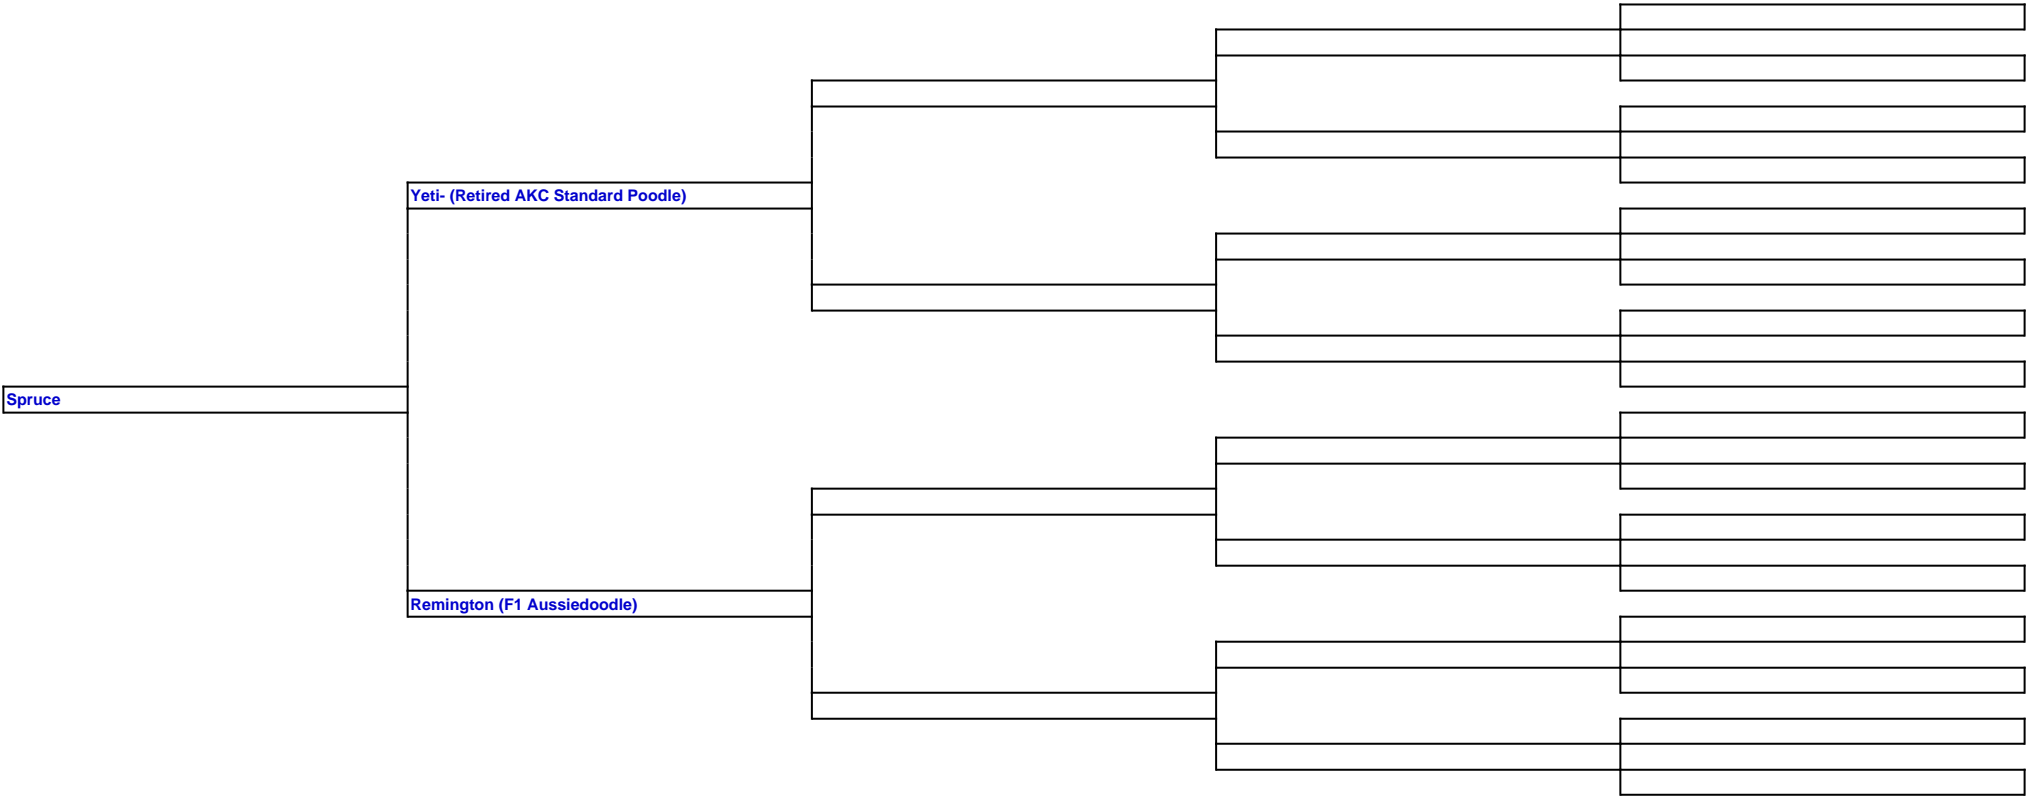 Yeti- (Retired AKC Standard Poodle)
Spruce
Remington (F1 Aussiedoodle)